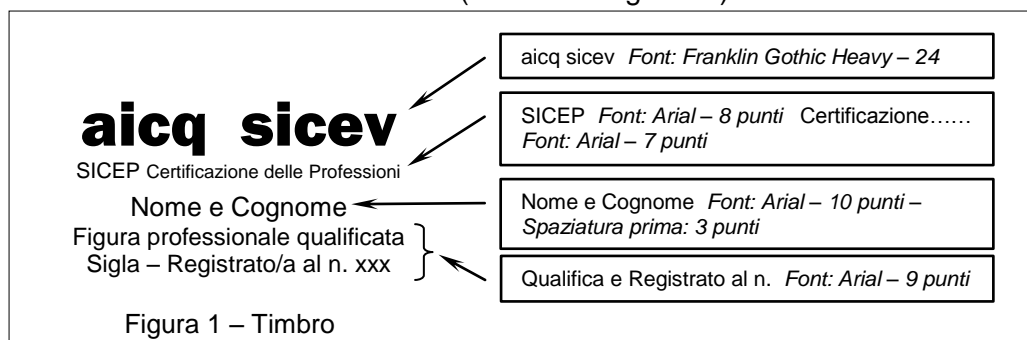 aicq sicev
SICEP Certificazione delle Professioni
Nome e Cognome
Figura professionale qualificata
Sigla – Registrato/a al n. xxx
Figura 1 – Timbro
aicq sicev Font: Franklin Gothic Heavy – 24
SICEP Font: Arial – 8 punti Certificazione……
Font: Arial – 7 punti
Nome e Cognome Font: Arial – 10 punti –
Spaziatura prima: 3 punti
Qualifica e Registrato al n. Font: Arial – 9 punti